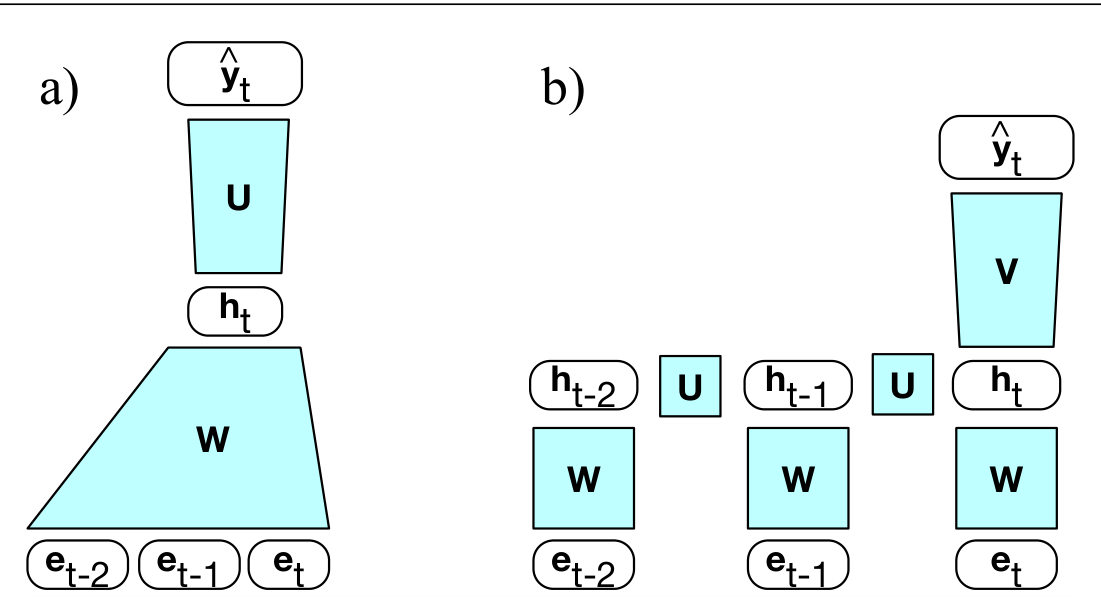 a)
ŷt
U
ht
W
et-2 et-1 et
b)
ŷt
V
ht-2 U ht-1 U ht
W W W
et-2 et-1 et